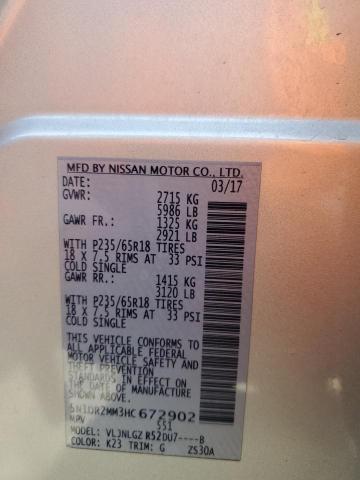 MFD BY NISSAN MOTOR CO., LTD.
DATE: 03/17
GVWR: 2715 KG
5986 LB
GAWR FR.: 1325 KG
2921 LB
WITH P235/65R18 TIRES
18 X 7.5 RIMS AT 33 PSI
COLD SINGLE
GAWR RR.: 1415 KG
3120 LB
WITH P235/65R18 TIRES
18 X 7.5 RIMS AT 33 PSI
COLD SINGLE
THIS VEHICLE CONFORMS TO
ALL APPLICABLE FEDERAL
MOTOR VEHICLE SAFETY AND
THEFT PREVENTION
STANDARDS IN EFFECT ON
THE DATE OF MANUFACTURE
SHOWN ABOVE.
5N1DR2MM3HC672902
MPV 551
MODEL: VLJNLGZ R52DU7----B
COLOR: K23 TRIM: G ZS30A